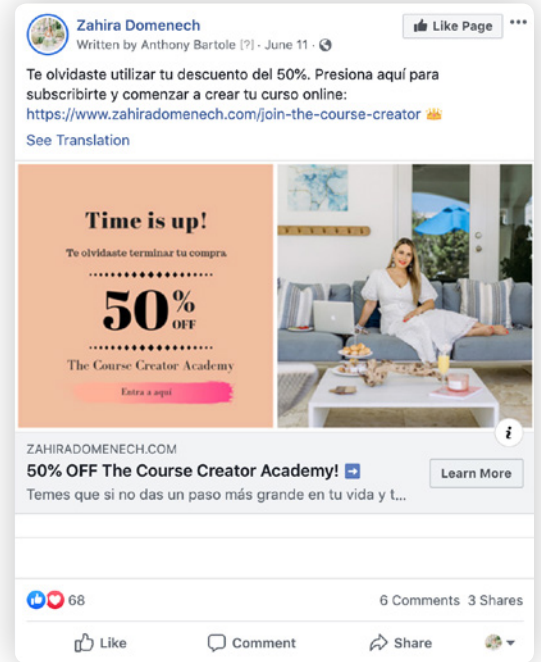 Zahira Domenech
Like Page
Written by Anthony Bartole [?] · June 11 ·
Te olvidaste utilizar tu descuento del 50%. Presiona aquí para
subscribirte y comenzar a crear tu curso online:
https://www.zahiradomenech.com/join-the-course-creator
See Translation
Time is up!
Te olvidaste terminar tu compra
50%
OFF
The Course Creator Academy
Entra a aquí
ZAHIRADOMENECH.COM
50% OFF The Course Creator Academy!
Temes que si no das un paso más grande en tu vida y t...
Learn More
68
6 Comments 3 Shares
Like
Comment
Share